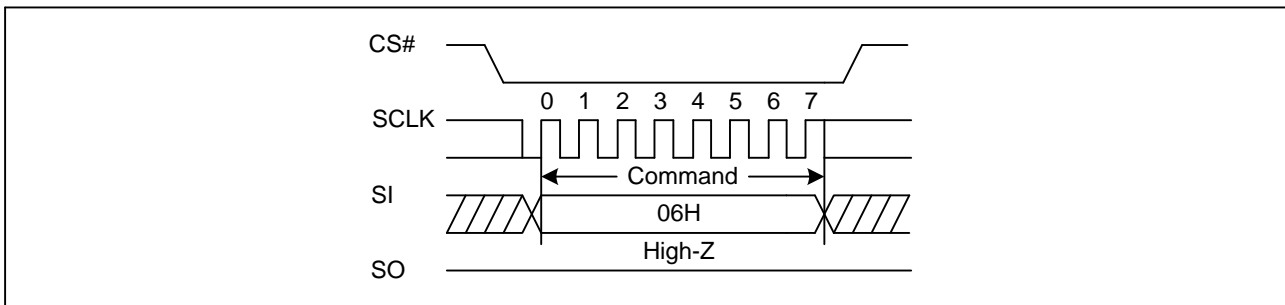 CS#
0 1 2 3 4 5 6 7
SCLK
Command
SI
06H
High-Z
SO